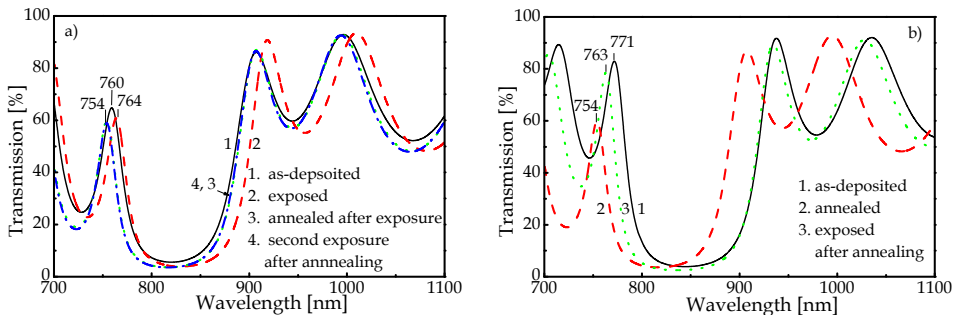 a)
760
754
764
1
2
4, 3
1. as-depsoited
2. exposed
3. annealed after exposure
4. second exposure
after annnealing
Transmission [%]
100
80
60
40
20
0
700
800
900
1000
1100
Wavelength [nm]
b)
771
763
754
2
3
1
1. as-deposited
2. annealed
3. exposed
after annealing
Transmission [%]
100
80
60
40
20
0
700
800
900
1000
1100
Wavelength [nm]